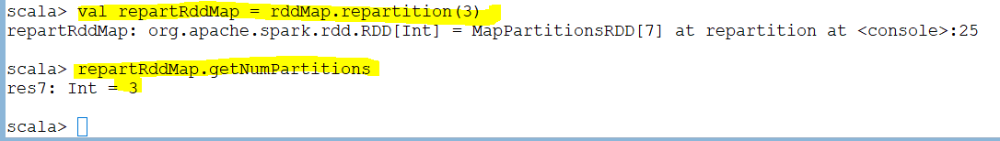 scala> val repartRddMap = rddMap.repartition(3)
repartRddMap: org.apache.spark.rdd.RDD[Int] = MapPartitionsRDD[7] at repartition at <console>:25
scala> repartRddMap.getNumPartitions
res7: Int = 3
scala>